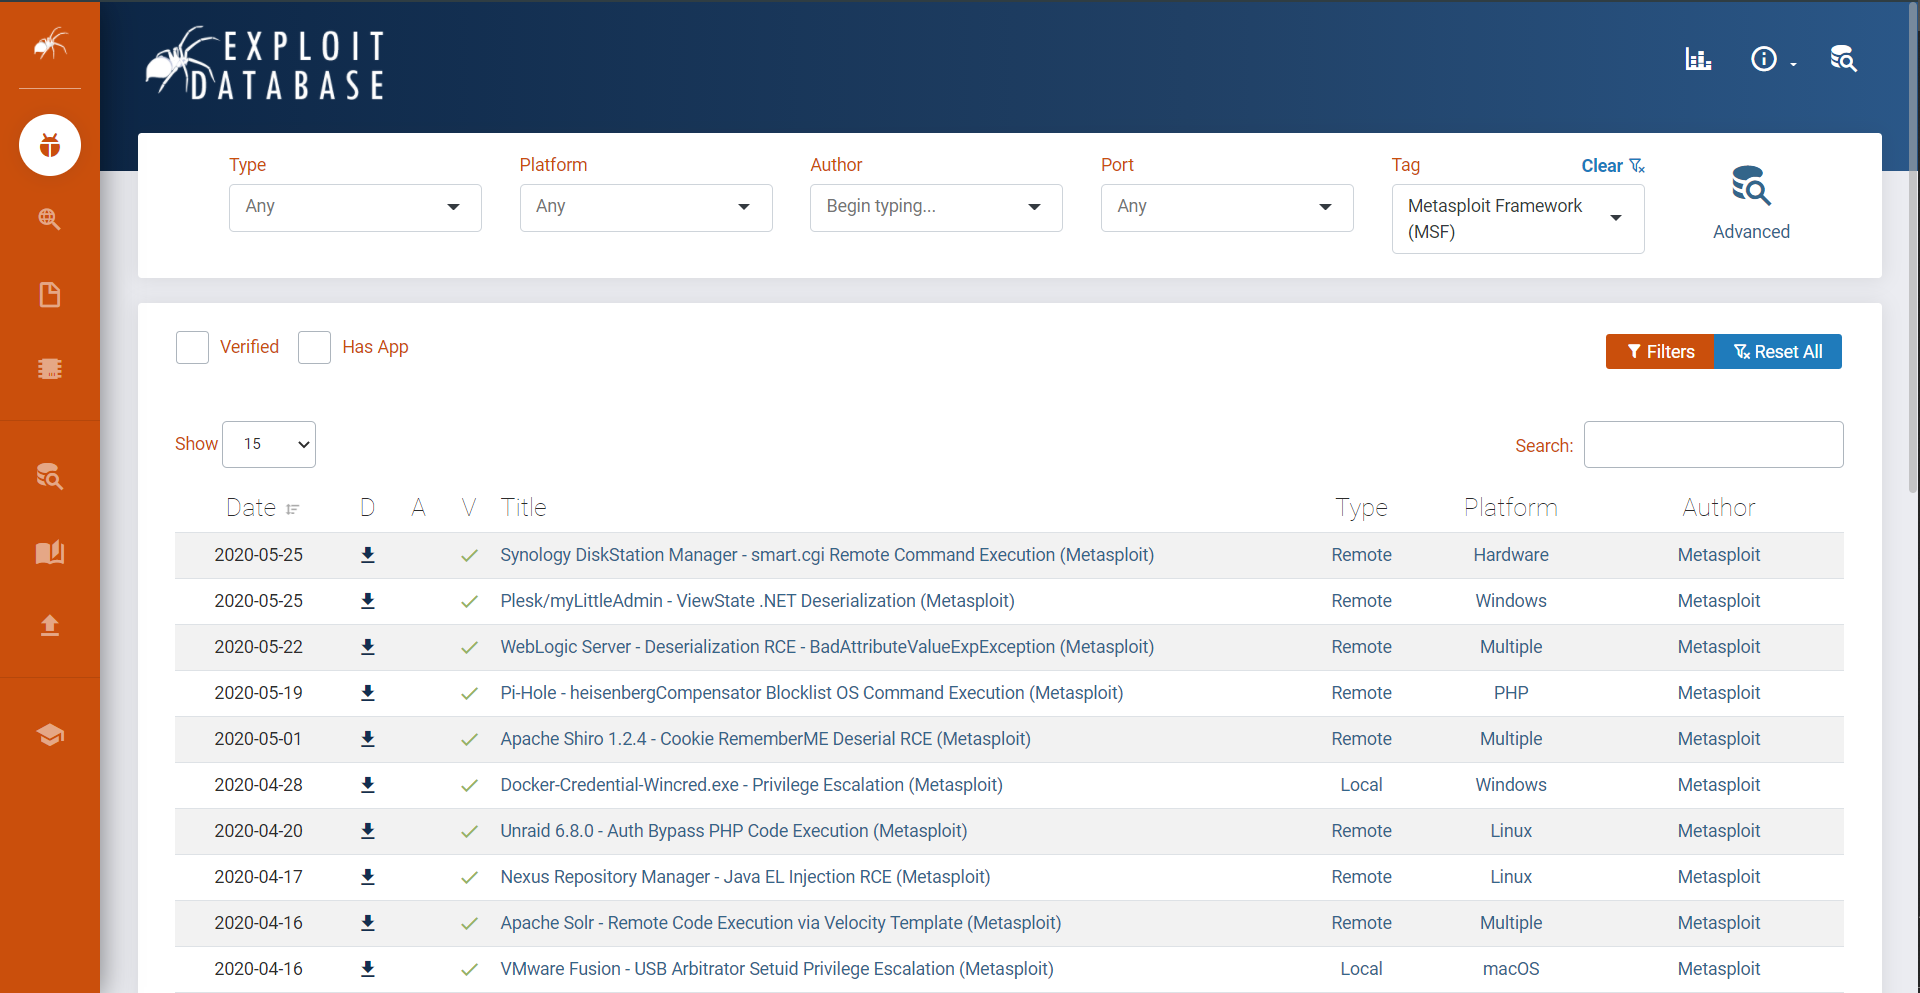 EXPLOIT
DATABASE
Type
Platform
Author
Port
Tag
Clear
Any
Any
Begin typing...
Any
Metasploit Framework
(MSF)
Advanced
Verified
Has App
Filters
Reset All
Show 15
Search:
Date D A V Title Type Platform Author
2020-05-25 Synology DiskStation Manager - smart.cgi Remote Command Execution (Metasploit) Remote Hardware Metasploit
2020-05-25 Plesk/myLittleAdmin - ViewState .NET Deserialization (Metasploit) Remote Windows Metasploit
2020-05-22 WebLogic Server - Deserialization RCE - BadAttributeValueExpException (Metasploit) Remote Multiple Metasploit
2020-05-19 Pi-Hole - heisenbergCompensator Blocklist OS Command Execution (Metasploit) Remote PHP Metasploit
2020-05-01 Apache Shiro 1.2.4 - Cookie RememberME Deserial RCE (Metasploit) Remote Multiple Metasploit
2020-04-28 Docker-Credential-Wincred.exe - Privilege Escalation (Metasploit) Local Windows Metasploit
2020-04-20 Unraid 6.8.0 - Auth Bypass PHP Code Execution (Metasploit) Remote Linux Metasploit
2020-04-17 Nexus Repository Manager - Java EL Injection RCE (Metasploit) Remote Linux Metasploit
2020-04-16 Apache Solr - Remote Code Execution via Velocity Template (Metasploit) Remote Multiple Metasploit
2020-04-16 VMware Fusion - USB Arbitrator Setuid Privilege Escalation (Metasploit) Local macOS Metasploit